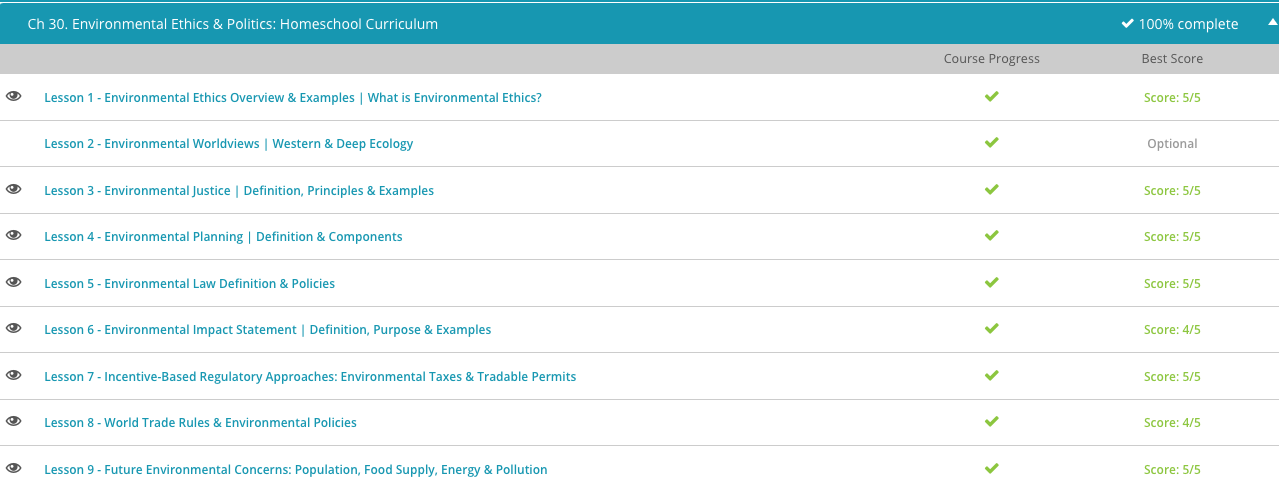 Ch 30. Environmental Ethics & Politics: Homeschool Curriculum 100% complete
Course Progress Best Score
Lesson 1 - Environmental Ethics Overview & Examples | What is Environmental Ethics? Score: 5/5
Lesson 2 - Environmental Worldviews | Western & Deep Ecology Optional
Lesson 3 - Environmental Justice | Definition, Principles & Examples Score: 5/5
Lesson 4 - Environmental Planning | Definition & Components Score: 5/5
Lesson 5 - Environmental Law Definition & Policies Score: 5/5
Lesson 6 - Environmental Impact Statement | Definition, Purpose & Examples Score: 4/5
Lesson 7 - Incentive-Based Regulatory Approaches: Environmental Taxes & Tradable Permits Score: 5/5
Lesson 8 - World Trade Rules & Environmental Policies Score: 4/5
Lesson 9 - Future Environmental Concerns: Population, Food Supply, Energy & Pollution Score: 5/5